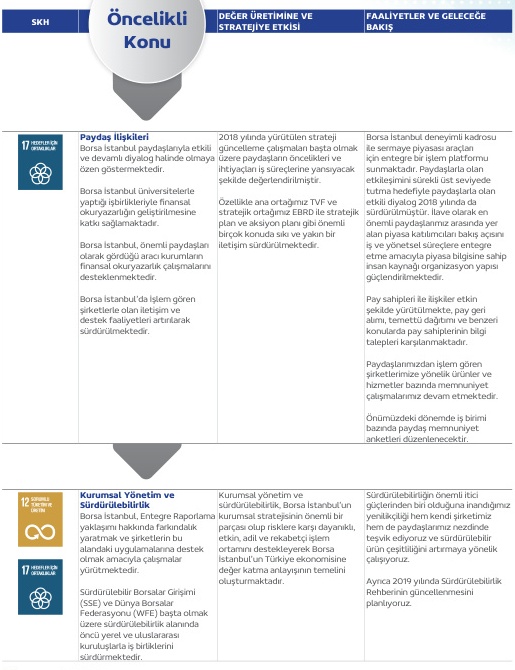 SKH
Öncelikli
Konu
DEĞER ÜRETİMİNE VE
STRATEJİYE ETKİSİ
FAALİYETLER VE GELECEĞE
BAKIŞ
17 HEDEFLER İÇİN
ORTAKLIKLAR
Paydaş İlişkileri
Borsa İstanbul paydaşlarıyla etkili
ve devamlı diyalog halinde olmaya
özen göstermektedir.
Borsa İstanbul üniversitelerle
yaptığı işbirlikleriyle finansal
okuryazarlığın geliştirilmesine
katkı sağlamaktadır.
Borsa İstanbul, önemli paydaşları
olarak gördüğü aracı kurumların
finansal okuryazarlık çalışmalarını
desteklenmektedir.
Borsa İstanbul'da İşlem gören
şirketlerle olan iletişim ve
destek faaliyetleri artırılarak
sürdürülmektedir.
2018 yılında yürütülen strateji
güncelleme çalışmaları başta olmak
üzere paydaşların öncelikleri ve
ihtiyaçları iş süreçlerine yansıyacak
şekilde değerlendirilmiştir.
Özellikle ana ortağımız TVF ve
stratejik ortağımız EBRD ile stratejik
plan ve aksiyon planı gibi önemli
birçok konuda sıkı ve yakın bir
iletişim sürdürülmektedir.
Borsa İstanbul deneyimli kadrosu
ile sermaye piyasası araçları
için entegre bir işlem platformu
sunmaktadır. Paydaşlarla olan
etkileşimini sürekli üst seviyede
tutma hedefiyle paydaşlarla olan
etkili diyalog 2018 yılında da
sürdürülmüştür. İlave olarak en
önemli paydaşlarımız arasında yer
alan piyasa katılımcıları bakış açısını
iş ve yönetsel süreçlere entegre
etme amacıyla piyasa bilgisine sahip
insan kaynağı organizasyon yapısı
güçlendirilmektedir.
Pay sahipleri ile ilişkiler etkin
şekilde yürütülmekte, pay geri
alımı, temettü dağıtımı ve benzeri
konularda pay sahiplerinin bilgi
talepleri karşılanmaktadır.
Paydaşlarımızdan işlem gören
şirketlerimize yönelik ürünler ve
hizmetler bazında memnuniyet
çalışmalarımız devam etmektedir.
Önümüzdeki dönemde iş birimi
bazında paydaş memnuniyet
anketleri düzenlenecektir.
12 SORUMLU
ÜRETİM VE
TÜKETİM
17 HEDEFLER İÇİN
ORTAKLIKLAR
Kurumsal Yönetim ve
Sürdürülebilirlik
Borsa İstanbul, Entegre Raporlama
yaklaşımı hakkında farkındalık
yaratmak ve şirketlerin bu
alandaki uygulamalarına destek
olmak amacıyla çalışmalar
yürütmektedir.
Sürdürülebilir Borsalar Girişimi
(SSE) ve Dünya Borsalar
Federasyonu (WFE) başta olmak
üzere sürdürülebilirlik alanında
öncü yerel ve uluslararası
kuruluşlarla iş birliklerini
sürdürmektedir.
Kurumsal yönetim ve
sürdürülebilirlik, Borsa İstanbul'un
kurumsal stratejisinin önemli bir
parçası olup risklere karşı dayanıklı,
etkin, adil ve rekabetçi işlem
ortamını destekleyerek Borsa
İstanbul'un Türkiye ekonomisine
değer katma anlayışının temelini
oluşturmaktadır.
Sürdürülebilirliğin önemli itici
güçlerinden biri olduğuna inandığımız
yenilikçiliği hem kendi şirketimiz
hem de paydaşlarımız nezdinde
teşvik ediyoruz ve sürdürülebilir
ürün çeşitliliğini artırmaya yönelik
çalışıyoruz.
Ayrıca 2019 yılında Sürdürülebilirlik
Rehberinin güncellenmesini
planlıyoruz.